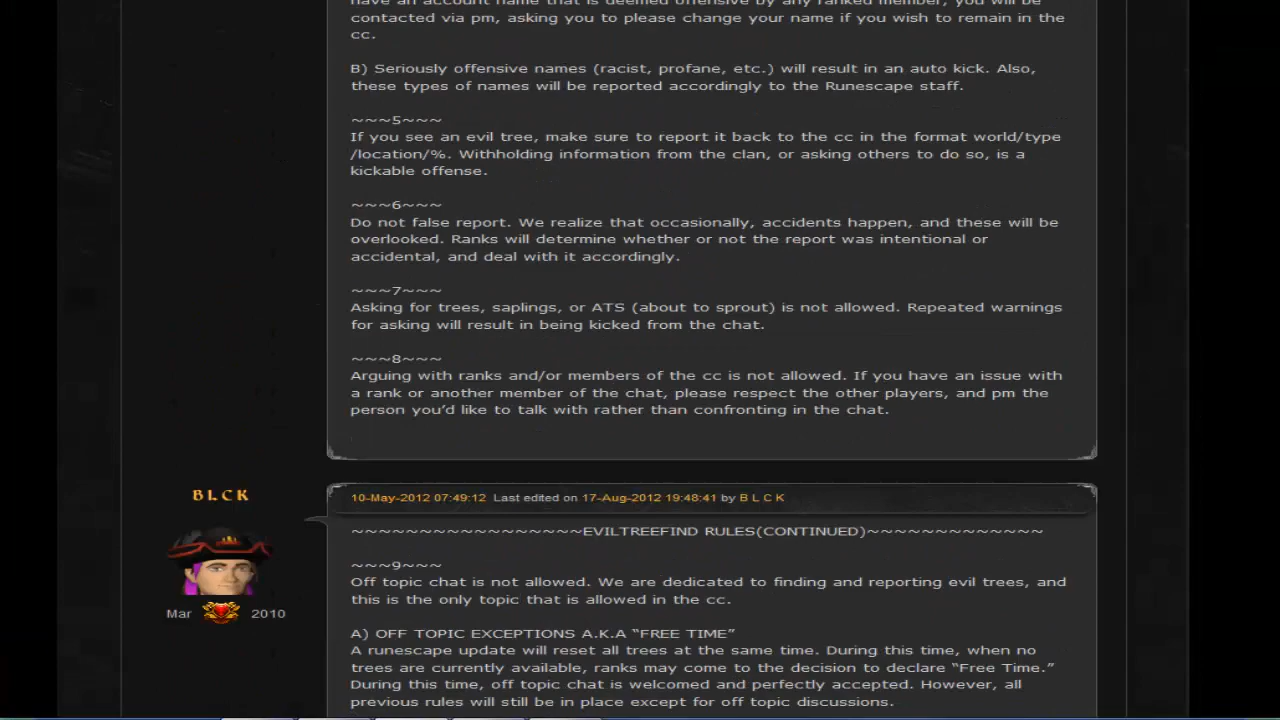 have an account name that is deemed offensive by any ranked member, you will be
contacted via pm, asking you to please change your name if you wish to remain in the
cc.
B) Seriously offensive names (racist, profane, etc.) will result in an auto kick. Also,
these types of names will be reported accordingly to the Runescape staff.
~~~5~~~
If you see an evil tree, make sure to report it back to the cc in the format world/type
/location/%. Withholding information from the clan, or asking others to do so, is a
kickable offense.
~~~6~~~
Do not false report. We realize that occasionally, accidents happen, and these will be
overlooked. Ranks will determine whether or not the report was intentional or
accidental, and deal with it accordingly.
~~~7~~~
Asking for trees, saplings, or ATS (about to sprout) is not allowed. Repeated warnings
for asking will result in being kicked from the chat.
~~~8~~~
Arguing with ranks and/or members of the cc is not allowed. If you have an issue with
a rank or another member of the chat, please respect the other players, and pm the
person you’d like to talk with rather than confronting in the chat.
B L C K
Mar 2010
10-May-2012 07:49:12 Last edited on 17-Aug-2012 19:48:41 by B L C K
~~~~~~~~~~~~~~~~~EVILTREEFIND RULES(CONTINUED)~~~~~~~~~~~~~
~~~9~~~
Off topic chat is not allowed. We are dedicated to finding and reporting evil trees, and
this is the only topic that is allowed in the cc.
A) OFF TOPIC EXCEPTIONS A.K.A “FREE TIME”
A runescape update will reset all trees at the same time. During this time, when no
trees are currently available, ranks may come to the decision to declare “Free Time.”
During this time, off topic chat is welcomed and perfectly accepted. However, all
previous rules will still be in place except for off topic discussions.